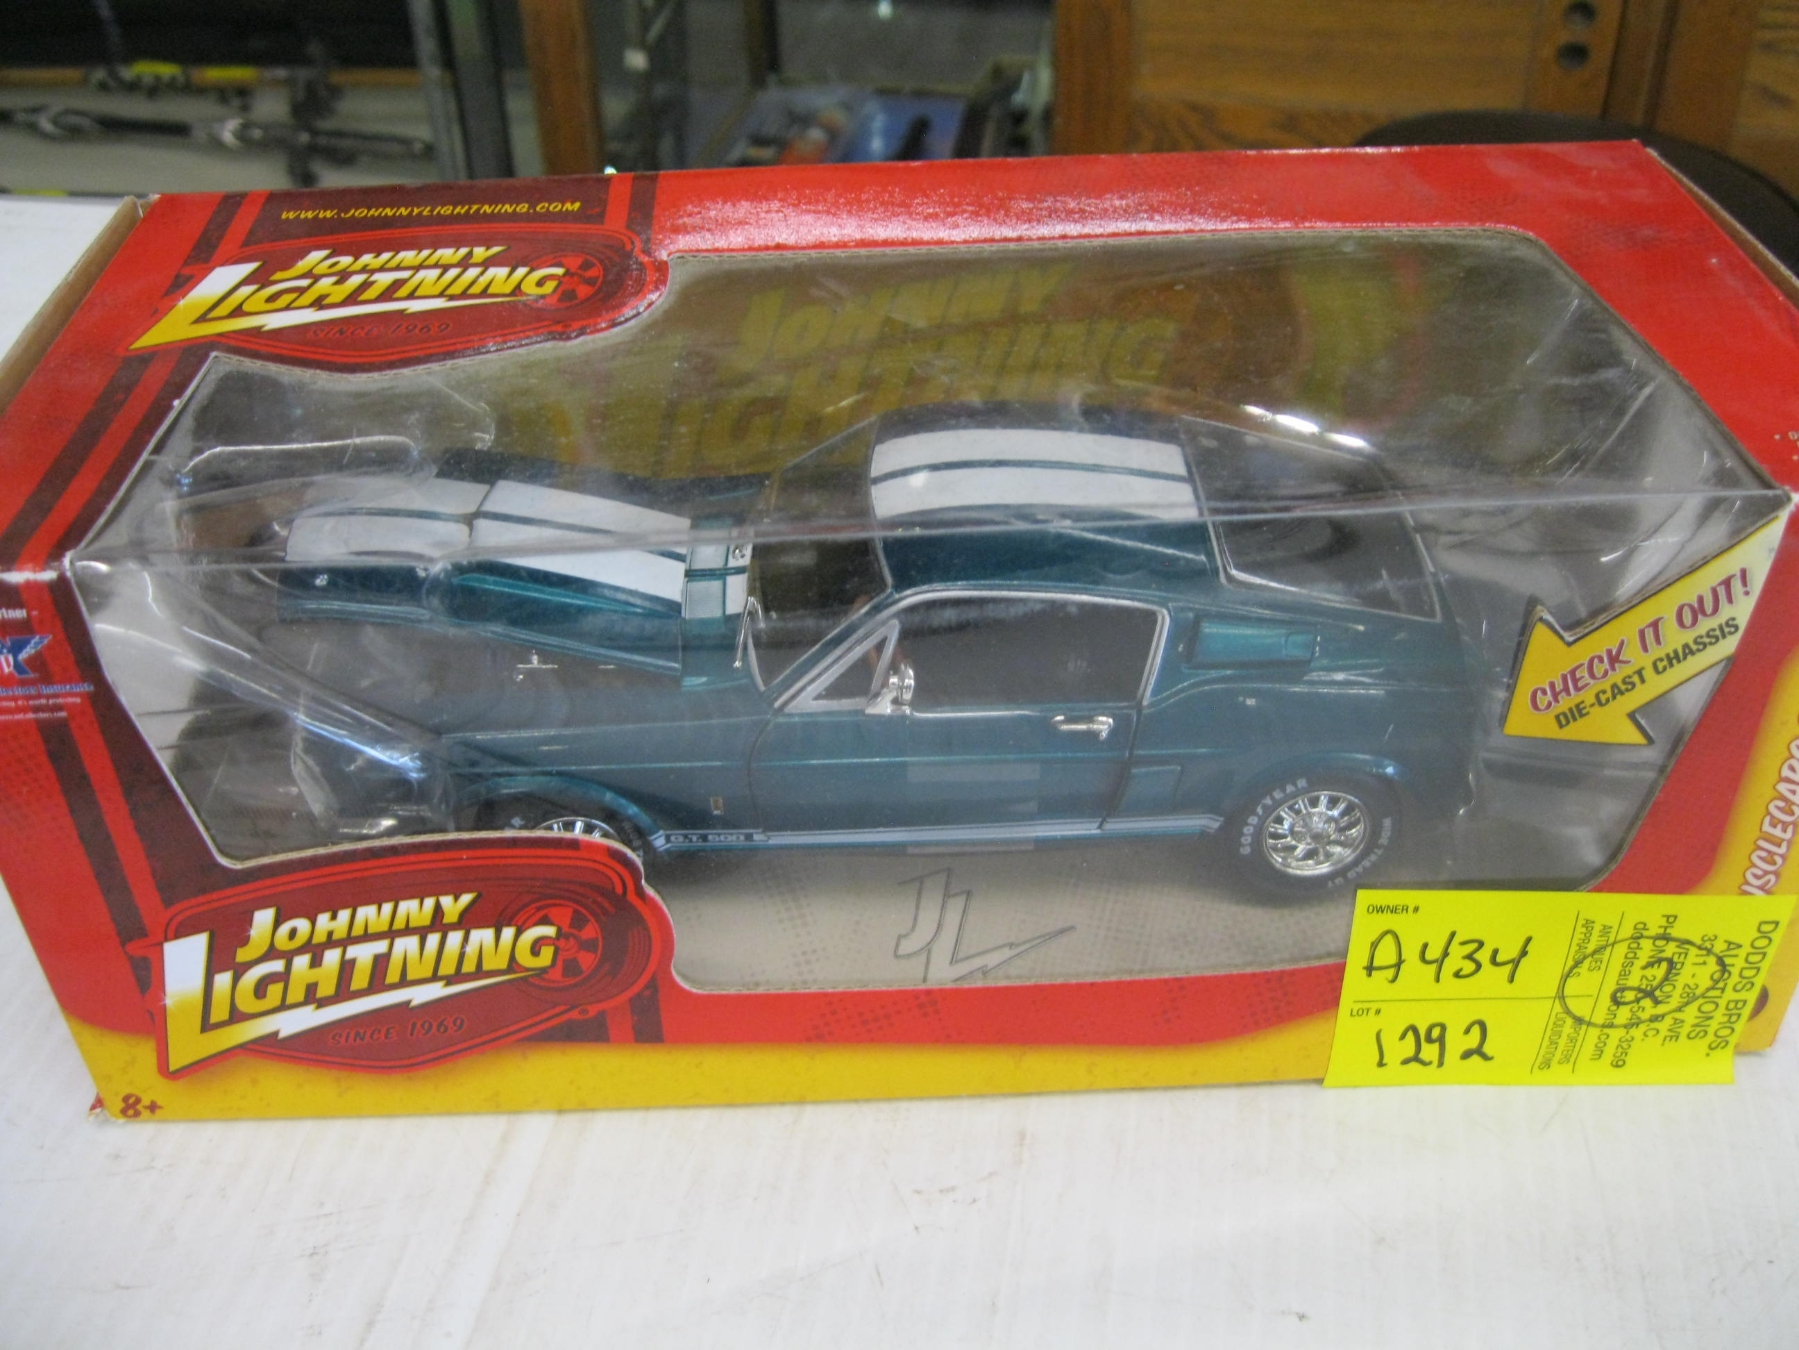 WWW.JOHNNYLIGHTNING.COM
JOHNNY
LIGHTNING
SINCE 1969
JOHNNY
LIGHTNING
CHECK IT OUT!
DIE-CAST CHASSIS
G.T. 500
GOODYEAR
JL
JOHNNY
LIGHTNING
SINCE 1969
8+
OWNER #
A434
LOT #
1292
DODDS BROS.
AUCTIONS
VERNON B.C.
doddsauctions.com
ANTIQUES
APPRAISALS
LIQUIDATIONS